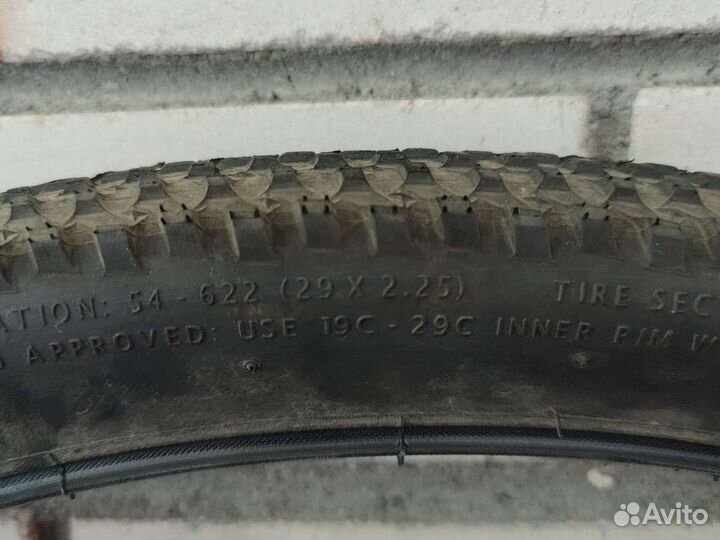 ATION: 54 - 622 (29 X 2.25) TIRE SEC
APPROVED: USE 19C - 29C INNER RIM W
Avito